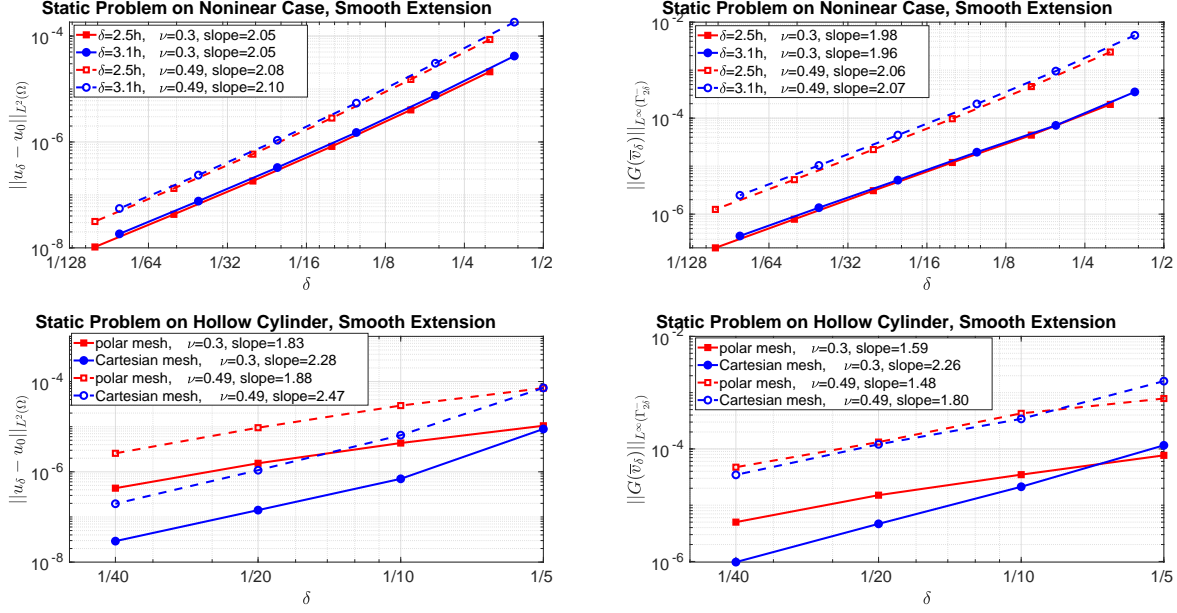 Static Problem on Noninear Case, Smooth Extension
δ=2.5h, ν=0.3, slope=2.05
δ=3.1h, ν=0.3, slope=2.05
δ=2.5h, ν=0.49, slope=2.08
δ=3.1h, ν=0.49, slope=2.10
||u_δ − u_0||_{L²(Ω)}
10^{-4}
10^{-6}
10^{-8}
1/128 1/64 1/32 1/16 1/8 1/4 1/2
δ
Static Problem on Noninear Case, Smooth Extension
δ=2.5h, ν=0.3, slope=1.98
δ=3.1h, ν=0.3, slope=1.96
δ=2.5h, ν=0.49, slope=2.06
δ=3.1h, ν=0.49, slope=2.07
||G(v̅_δ)||_{L^∞(Γ^-_{2δ})}
10^{-2}
10^{-4}
10^{-6}
1/128 1/64 1/32 1/16 1/8 1/4 1/2
δ
Static Problem on Hollow Cylinder, Smooth Extension
polar mesh, ν=0.3, slope=1.83
Cartesian mesh, ν=0.3, slope=2.28
polar mesh, ν=0.49, slope=1.88
Cartesian mesh, ν=0.49, slope=2.47
||u_δ − u_0||_{L²(Ω)}
10^{-4}
10^{-6}
10^{-8}
1/40 1/20 1/10 1/5
δ
Static Problem on Hollow Cylinder, Smooth Extension
polar mesh, ν=0.3, slope=1.59
Cartesian mesh, ν=0.3, slope=2.26
polar mesh, ν=0.49, slope=1.48
Cartesian mesh, ν=0.49, slope=1.80
||G(v̅_δ)||_{L^∞(Γ^-_{2δ})}
10^{-2}
10^{-4}
10^{-6}
1/40 1/20 1/10 1/5
δ